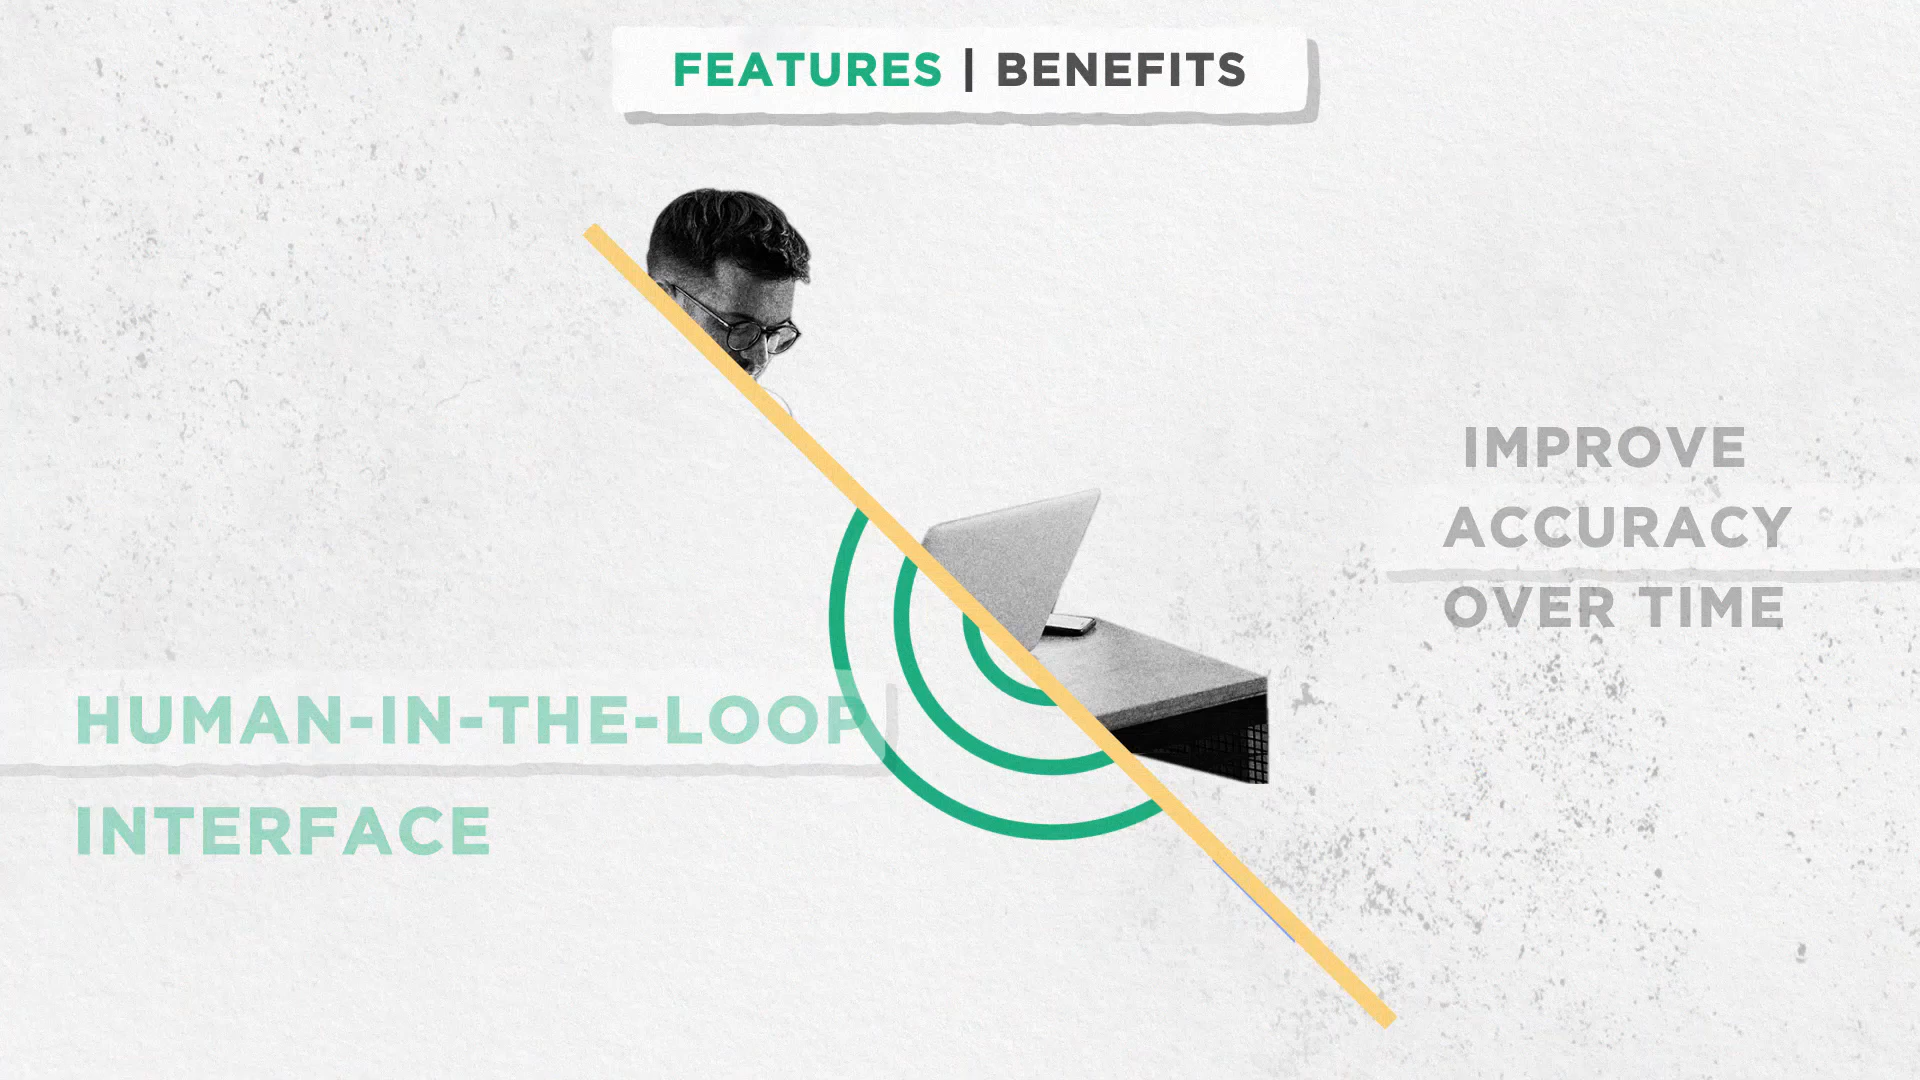 FEATURES | BENEFITS
IMPROVE
ACCURACY
OVER TIME
HUMAN-IN-THE-LOOP
INTERFACE